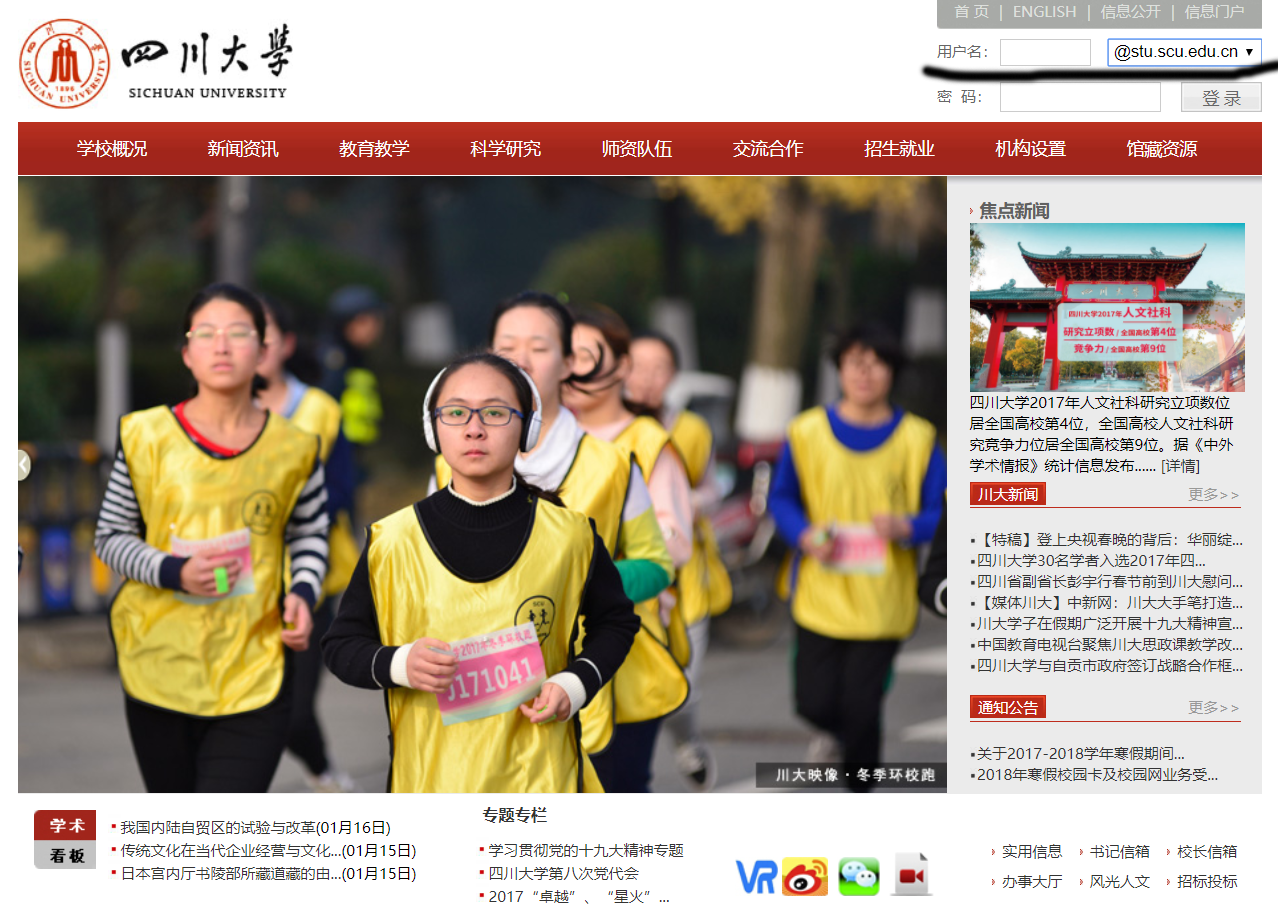 首 页 | ENGLISH | 信息公开 | 信息门户
四川大学
SICHUAN UNIVERSITY
SICHUAN UNIVERSITY
1896
用户名：
@stu.scu.edu.cn
密 码：
登 录
学校概况 新闻资讯 教育教学 科学研究 师资队伍 交流合作 招生就业 机构设置 馆藏资源
2017年冬季环校跑
J171041
川大映像·冬季环校跑
焦点新闻
四川大学
四川大学2017年人文社科
研究立项数/全国高校第4位
竞争力/全国高校第9位
四川大学2017年人文社科研究立项数位
居全国高校第4位，全国高校人文社科研
究竞争力位居全国高校第9位。据《中外
学术情报》统计信息发布...... [详情]
川大新闻 更多>>
【特稿】登上央视春晚的背后：华丽绽...
四川大学30名学者入选2017年四...
四川省副省长彭宇行春节前到川大慰问...
【媒体川大】中新网：川大大手笔打造...
川大学子在假期广泛开展十九大精神宣...
中国教育电视台聚焦川大思政课教学改...
四川大学与自贡市政府签订战略合作框...
通知公告 更多>>
关于2017-2018学年寒假期间...
2018年寒假校园卡及校园网业务受...
学术
看板
我国内陆自贸区的试验与改革(01月16日)
传统文化在当代企业经营与文化...(01月15日)
日本宫内厅书陵部所藏道藏的由...(01月15日)
专题专栏
学习贯彻党的十九大精神专题
四川大学第八次党代会
2017“卓越”、“星火”...
VR
实用信息 书记信箱 校长信箱
办事大厅 风光人文 招标投标